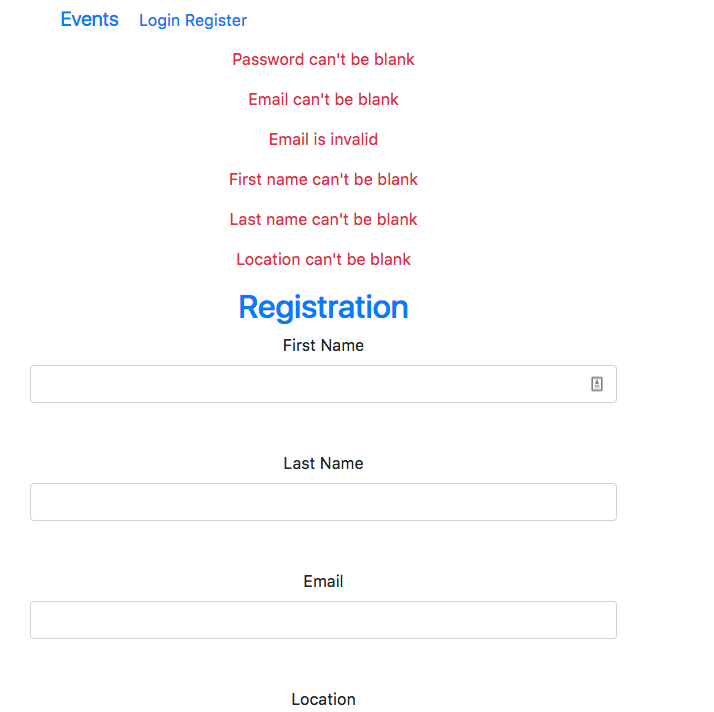 Events Login Register
Password can't be blank
Email can't be blank
Email is invalid
First name can't be blank
Last name can't be blank
Location can't be blank
Registration
First Name
Last Name
Email
Location